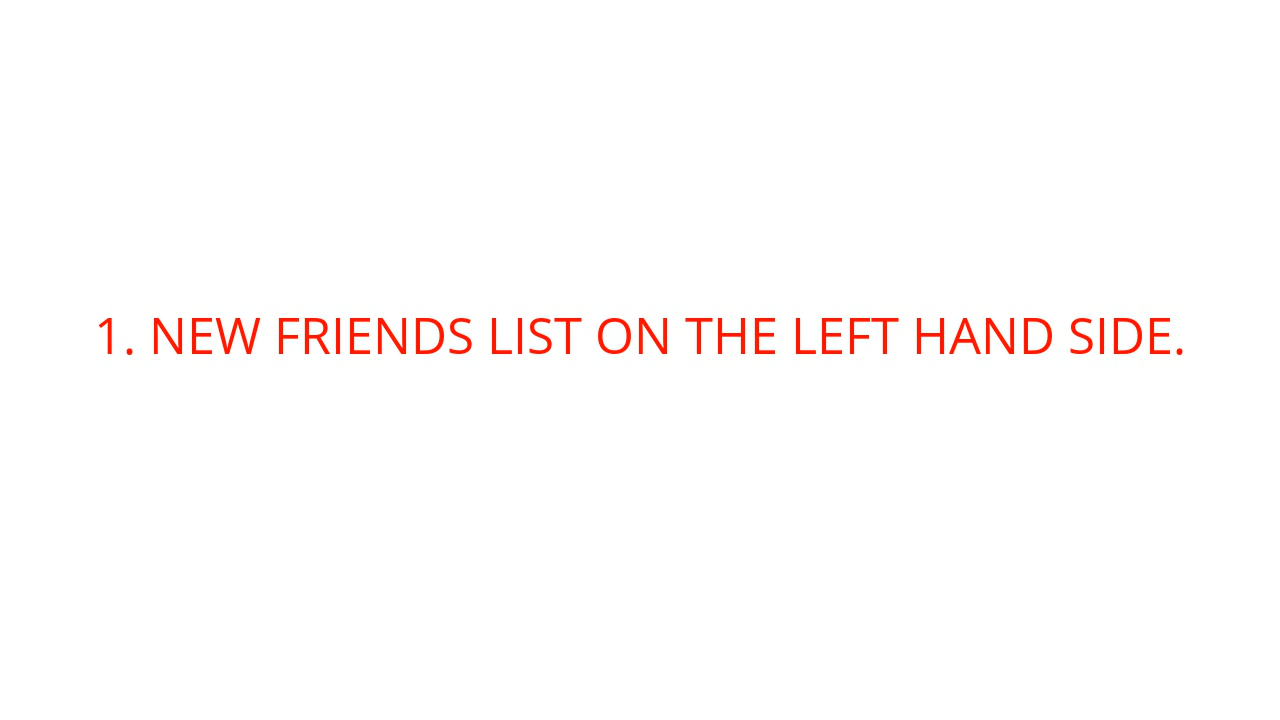 1. NEW FRIENDS LIST ON THE LEFT HAND SIDE.